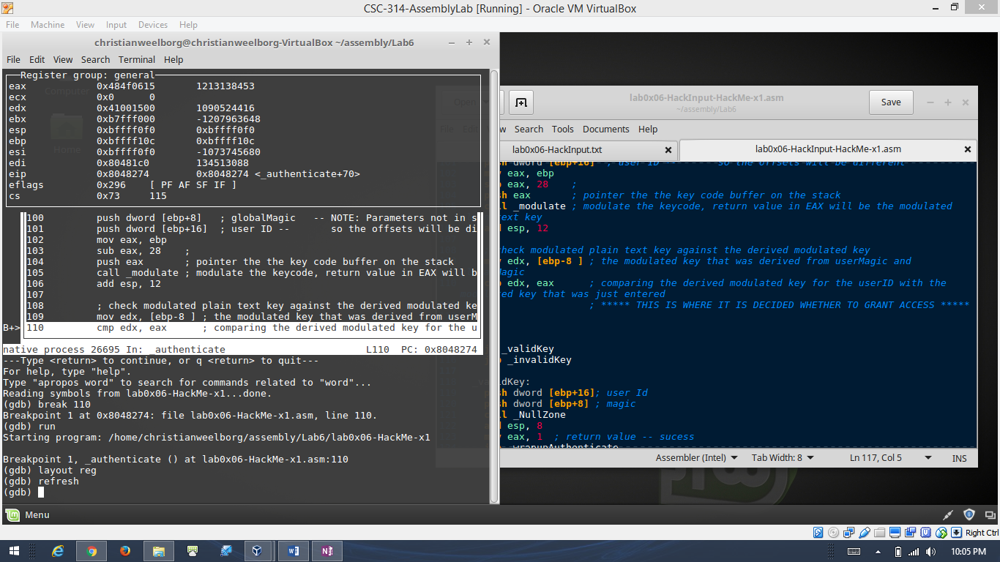 CSC-314-AssemblyLab [Running] - Oracle VM VirtualBox
File Machine View Input Devices Help
christianweelborg@christianweelborg-VirtualBox ~/assembly/Lab6
File Edit View Search Terminal Help
Register group: general
eax 0x484f0615 1213138453
ecx 0x0 0
edx 0x41001500 1090524416
ebx 0xb7fff000 -1207963648
esp 0xbffff0f0 0xbffff0f0
ebp 0xbffff10c 0xbffff10c
esi 0xbffff0f0 -1073745680
edi 0x80481c0 134513088
eip 0x8048274 0x8048274 <_authenticate+70>
eflags 0x296 [ PF AF SF IF ]
cs 0x73 115
100 push dword [ebp+8] ; globalMagic -- NOTE: Parameters not in s
101 push dword [ebp+16] ; user ID -- so the offsets will be di
102 mov eax, ebp
103 sub eax, 28 ;
104 push eax ; pointer the the key code buffer on the stack
105 call _modulate ; modulate the keycode, return value in EAX will b
106 add esp, 12
107
108 ; check modulated plain text key against the derived modulated ke
109 mov edx, [ebp-8 ] ; the modulated key that was derived from userM
B+> 110 cmp edx, eax ; comparing the derived modulated key for the u
native process 26695 In: _authenticate L110 PC: 0x8048274
---Type <return> to continue, or q <return> to quit---
For help, type "help".
Type "apropos word" to search for commands related to "word"...
Reading symbols from lab0x06-HackMe-x1...done.
(gdb) break 110
Breakpoint 1 at 0x8048274: file lab0x06-HackMe-x1.asm, line 110.
(gdb) run
Starting program: /home/christianweelborg/assembly/Lab6/lab0x06-HackMe-x1
Breakpoint 1, _authenticate () at lab0x06-HackMe-x1.asm:110
(gdb) layout reg
(gdb) refresh
(gdb)
Computer
Home
Open
lab0x06-HackInput-HackMe-x1.asm
~/assembly/Lab6
Save
File Edit w Search Tools Documents Help
lab0x06-HackInput.txt lab0x06-HackInput-HackMe-x1.asm
sh dword [ebp+16] ; user ID -- so the offsets will be different
eax, ebp
eax, 28 ;
sh eax ; pointer the the key code buffer on the stack
ll _modulate ; modulate the keycode, return value in EAX will be the modulated
text key
esp, 12
check modulated plain text key against the derived modulated key
edx, [ebp-8 ] ; the modulated key that was derived from userMagic and
Magic
edx, eax ; comparing the derived modulated key for the userID with the
ed key that was just entered
; ***** THIS IS WHERE IT IS DECIDED WHETHER TO GRANT ACCESS *****
_validKey
_invalidKey
_validKey:
sh dword [ebp+16]; user Id
sh dword [ebp+8] ; magic
ll _NullZone
esp, 8
eax, 1 ; return value -- sucess
_wrapupAuthenticate
Assembler (Intel) Tab Width: 8 Ln 117, Col 5 INS
Menu
Right Ctrl
10:05 PM